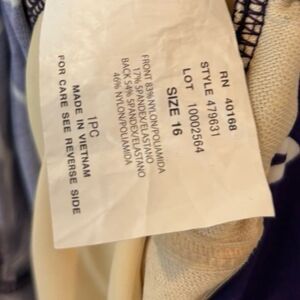 RN 40168
STYLE 479631
LOT 10002564
SIZE 16
FRONT 83% NYLON/POLIAMIDA
17% SPANDEX/ELASTANO
BACK 54% SPANDEX/ELASTANO
46% NYLON/POLIAMIDA
1PC
MADE IN VIETNAM
FOR CARE SEE REVERSE SIDE